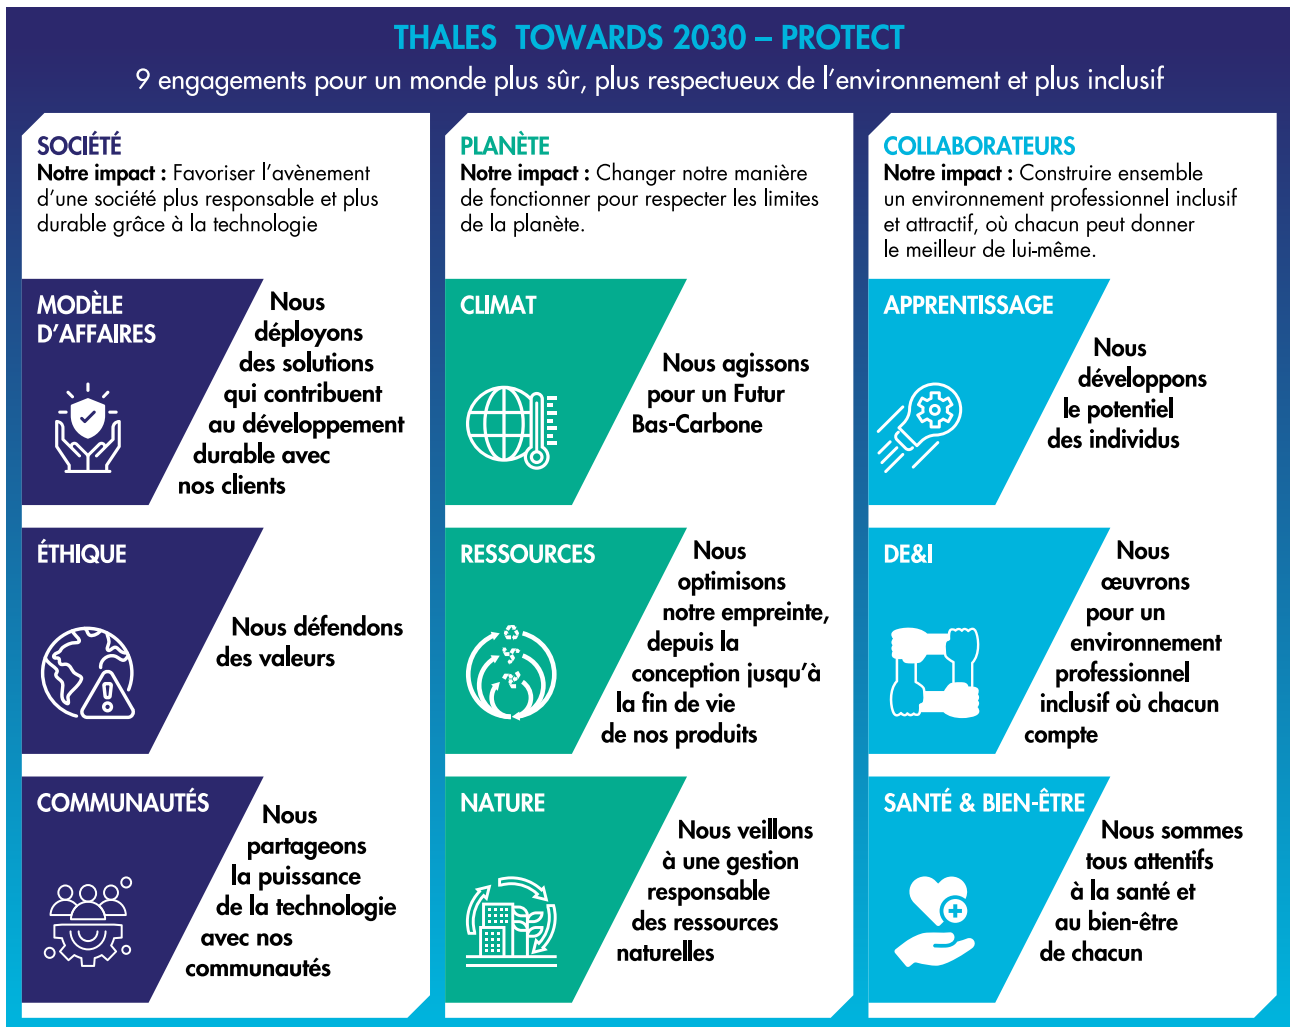 THALES TOWARDS 2030 – PROTECT
9 engagements pour un monde plus sûr, plus respectueux de l’environnement et plus inclusif
SOCIÉTÉ
Notre impact : Favoriser l’avènement
d’une société plus responsable et plus
durable grâce à la technologie
MODÈLE
D’AFFAIRES
Nous
déployons
des solutions
qui contribuent
au développement
durable avec
nos clients
ÉTHIQUE
Nous défendons
des valeurs
COMMUNAUTÉS
Nous
partageons
la puissance
de la technologie
avec nos
communautés
PLANÈTE
Notre impact : Changer notre manière
de fonctionner pour respecter les limites
de la planète.
CLIMAT
Nous agissons
pour un Futur
Bas-Carbone
RESSOURCES
Nous
optimisons
notre empreinte,
depuis la
conception jusqu’à
la fin de vie
de nos produits
NATURE
Nous veillons
à une gestion
responsable
des ressources
naturelles
COLLABORATEURS
Notre impact : Construire ensemble
un environnement professionnel inclusif
et attractif, où chacun peut donner
le meilleur de lui-même.
APPRENTISSAGE
Nous
développons
le potentiel
des individus
DE&I
Nous
œuvrons
pour un
environnement
professionnel
inclusif où chacun
compte
SANTÉ & BIEN-ÊTRE
Nous sommes
tous attentifs
à la santé et
au bien-être
de chacun